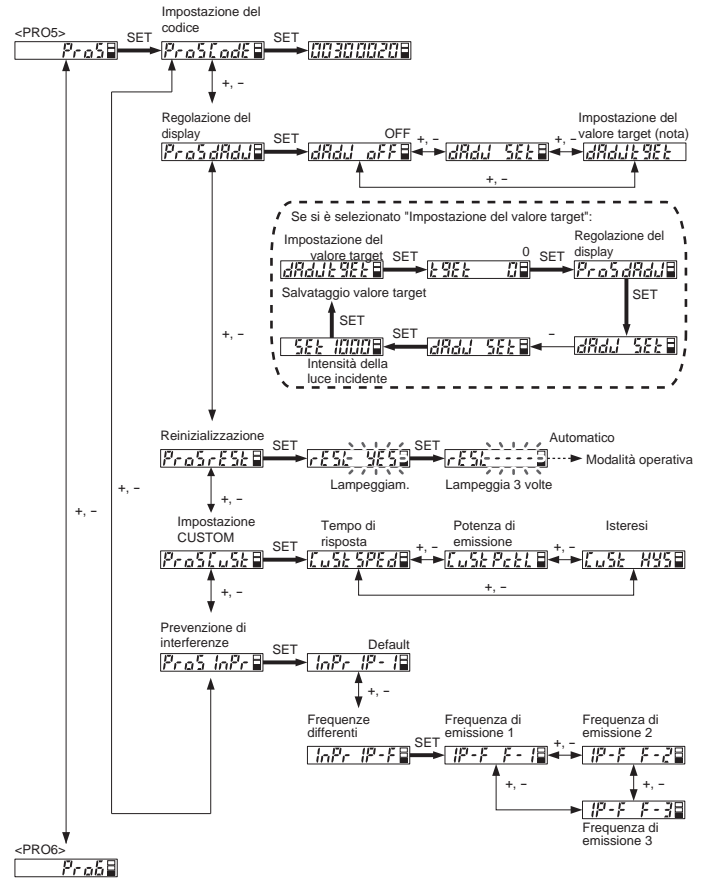 <PRO5>
Pro5
SET
Impostazione del
codice
Pro5CodE
SET
00300020
+, −
Regolazione del
display
Pro5dAdJ
SET
OFF
dAdJ oFF
+, −
dAdJ SEt
+, −
Impostazione del
valore target (nota)
dAdJtGEt
+, −
Se si è selezionato "Impostazione del valore target":
Impostazione del
valore target
dAdJtGEt
SET
0
tGEt 0
SET
Regolazione del
display
Pro5dAdJ
SET
dAdJ SEt
−
dAdJ SEt
SET
SEt 1000
Intensità della
luce incidente
SET
Salvataggio valore target
+, −
Reinizializzazione
Pro5rESt
SET
rESt YES
Lampeggiam.
SET
rESt ----
Lampeggia 3 volte
Automatico
Modalità operativa
+, −
Impostazione
CUSTOM
Pro5CuSt
SET
Tempo di
risposta
CuStSPEd
+, −
Potenza di
emissione
CuStPctL
+, −
Isteresi
CuSt HYS
+, −
+, −
Prevenzione di
interferenze
Pro5 InPr
SET
Default
InPr IP-1
+, −
Frequenze
differenti
InPr IP-F
SET
Frequenza di
emissione 1
IP-F F-1
+, −
Frequenza di
emissione 2
IP-F F-2
+, −
+, −
IP-F F-3
Frequenza di
emissione 3
+, −
+, −
<PRO6>
Pro6